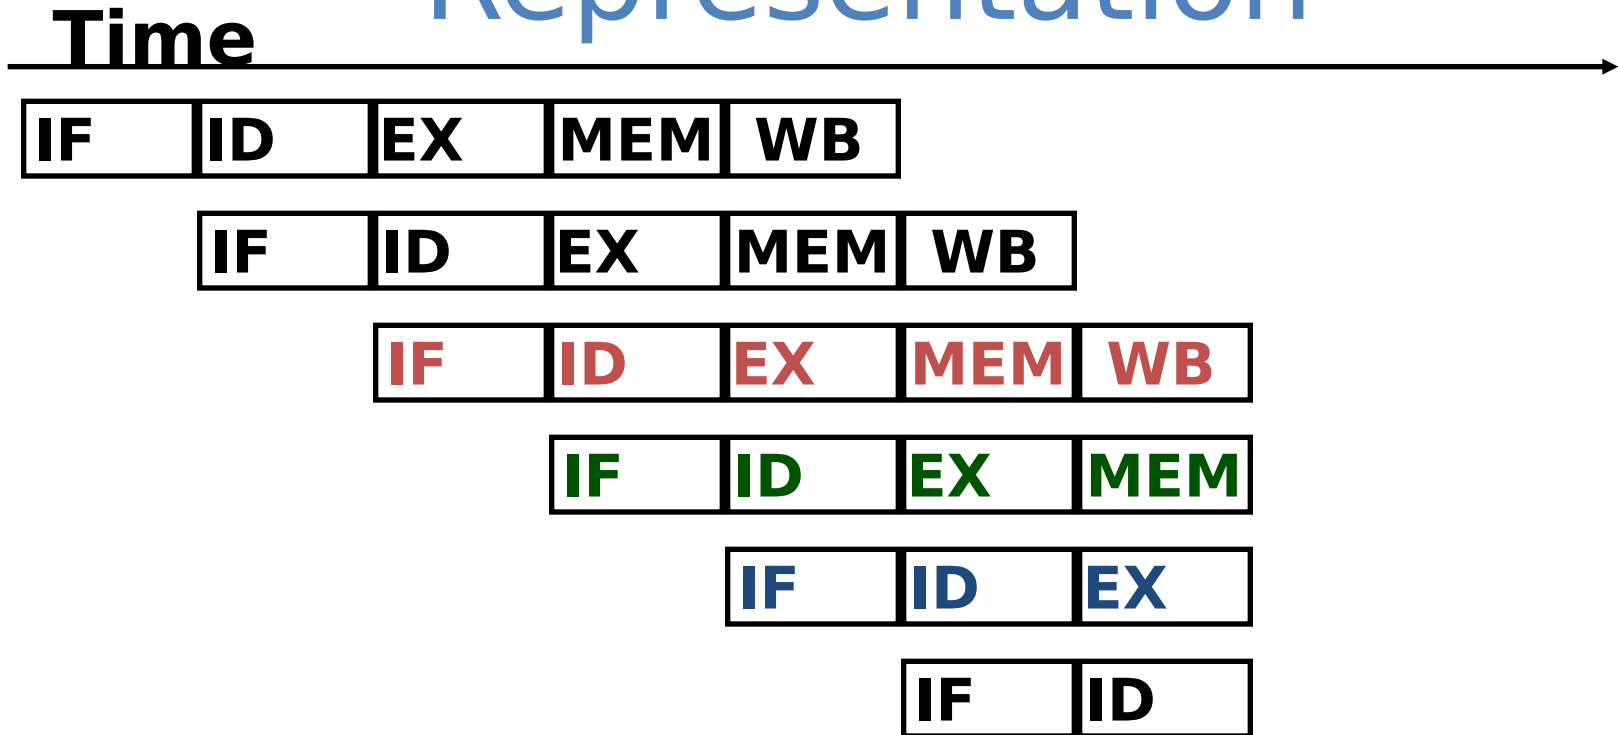 Representation
Time
IF ID EX MEM WB
IF ID EX MEM WB
IF ID EX MEM WB
IF ID EX MEM
IF ID EX
IF ID